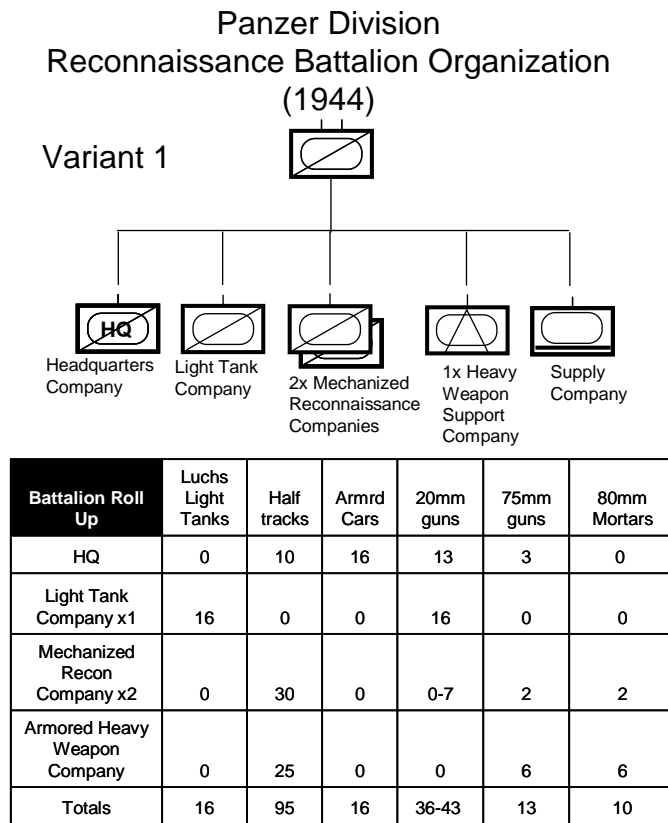 Panzer Division
Reconnaissance Battalion Organization
(1944)
Variant 1
HQ
Headquarters
Company
Light Tank
Company
2x Mechanized
Reconnaissance
Companies
1x Heavy
Weapon
Support
Company
Supply
Company
Battalion Roll
Up
Luchs
Light
Tanks
Half
tracks
Armrd
Cars
20mm
guns
75mm
guns
80mm
Mortars
HQ 0 10 16 13 3 0
Light Tank
Company x1 16 0 0 16 0 0
Mechanized
Recon
Company x2 0 30 0 0-7 2 2
Armored Heavy
Weapon
Company 0 25 0 0 6 6
Totals 16 95 16 36-43 13 10